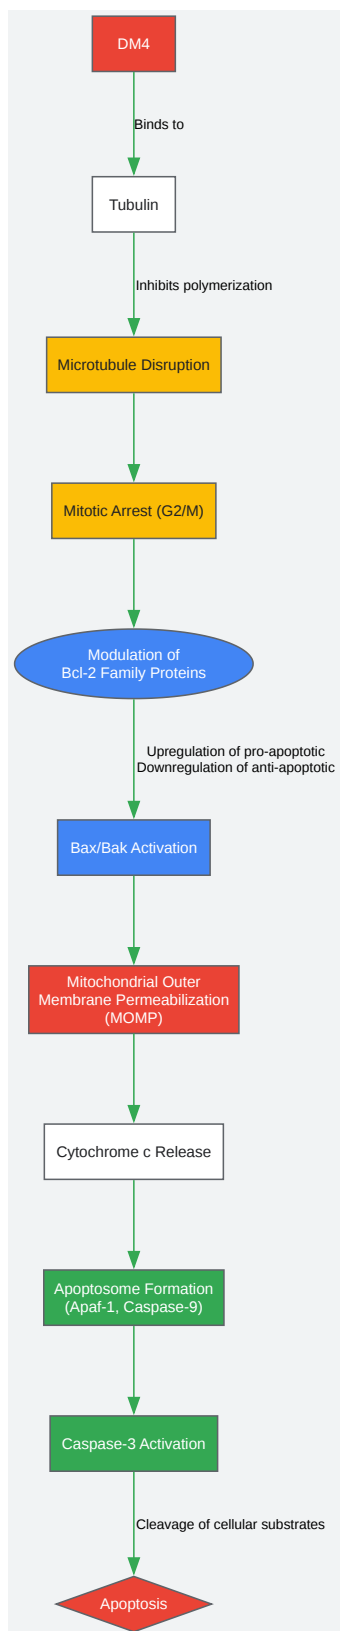 DM4
Binds to
Tubulin
Inhibits polymerization
Microtubule Disruption
Mitotic Arrest (G2/M)
Modulation of
Bcl-2 Family Proteins
Upregulation of pro-apoptotic
Downregulation of anti-apoptotic
Bax/Bak Activation
Mitochondrial Outer
Membrane Permeabilization
(MOMP)
Cytochrome c Release
Apoptosome Formation
(Apaf-1, Caspase-9)
Caspase-3 Activation
Cleavage of cellular substrates
Apoptosis